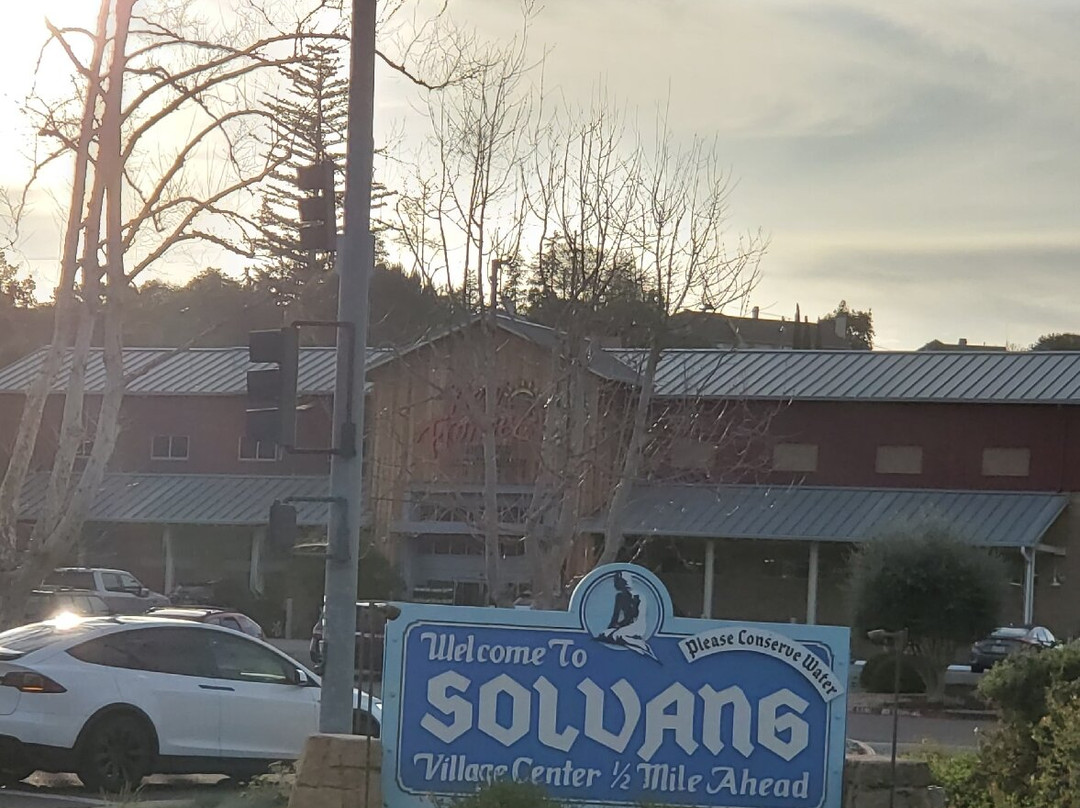 Welcome To
Please Conserve Water
SOLVANG
Village Center ½ Mile Ahead